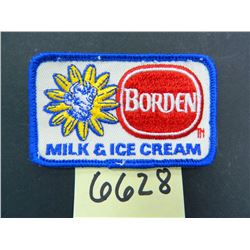 BORDEN
TM
MILK & ICE CREAM
6628